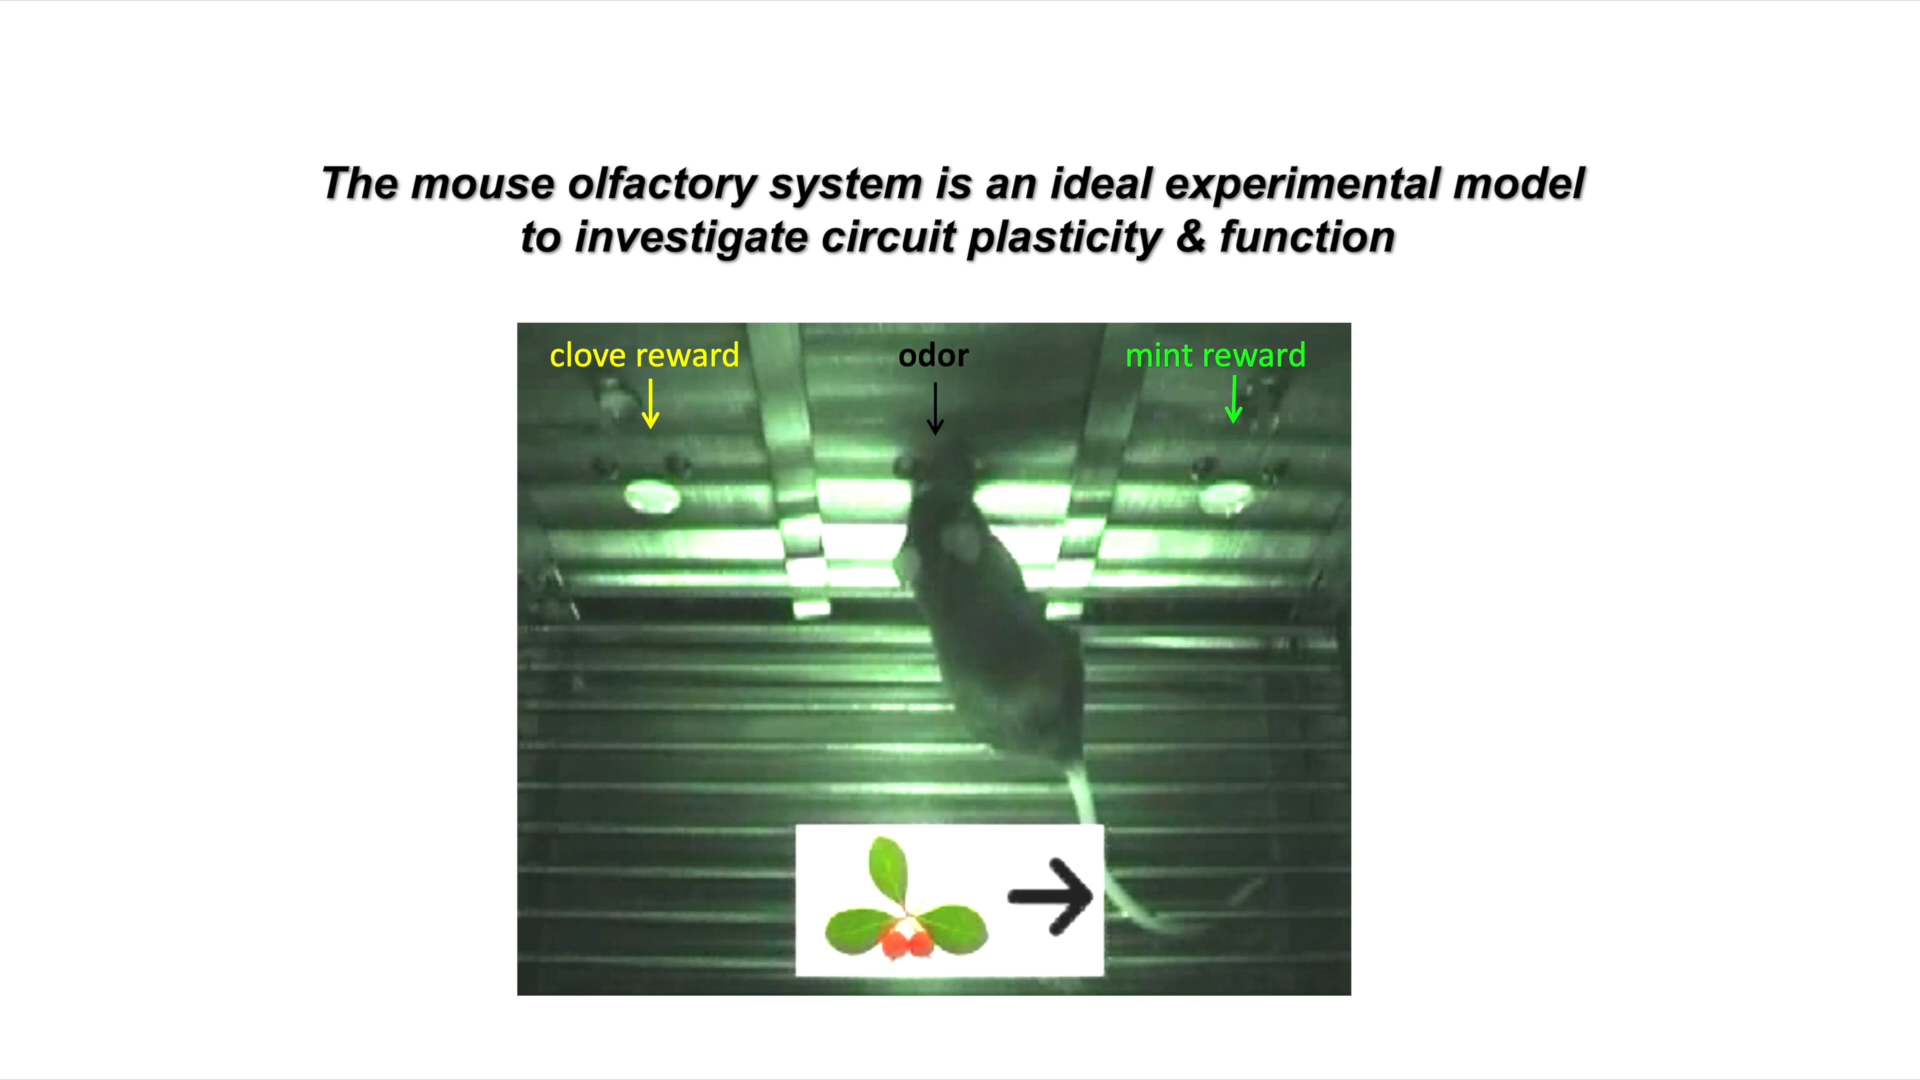 The mouse olfactory system is an ideal experimental model
to investigate circuit plasticity & function
clove reward
odor
mint reward